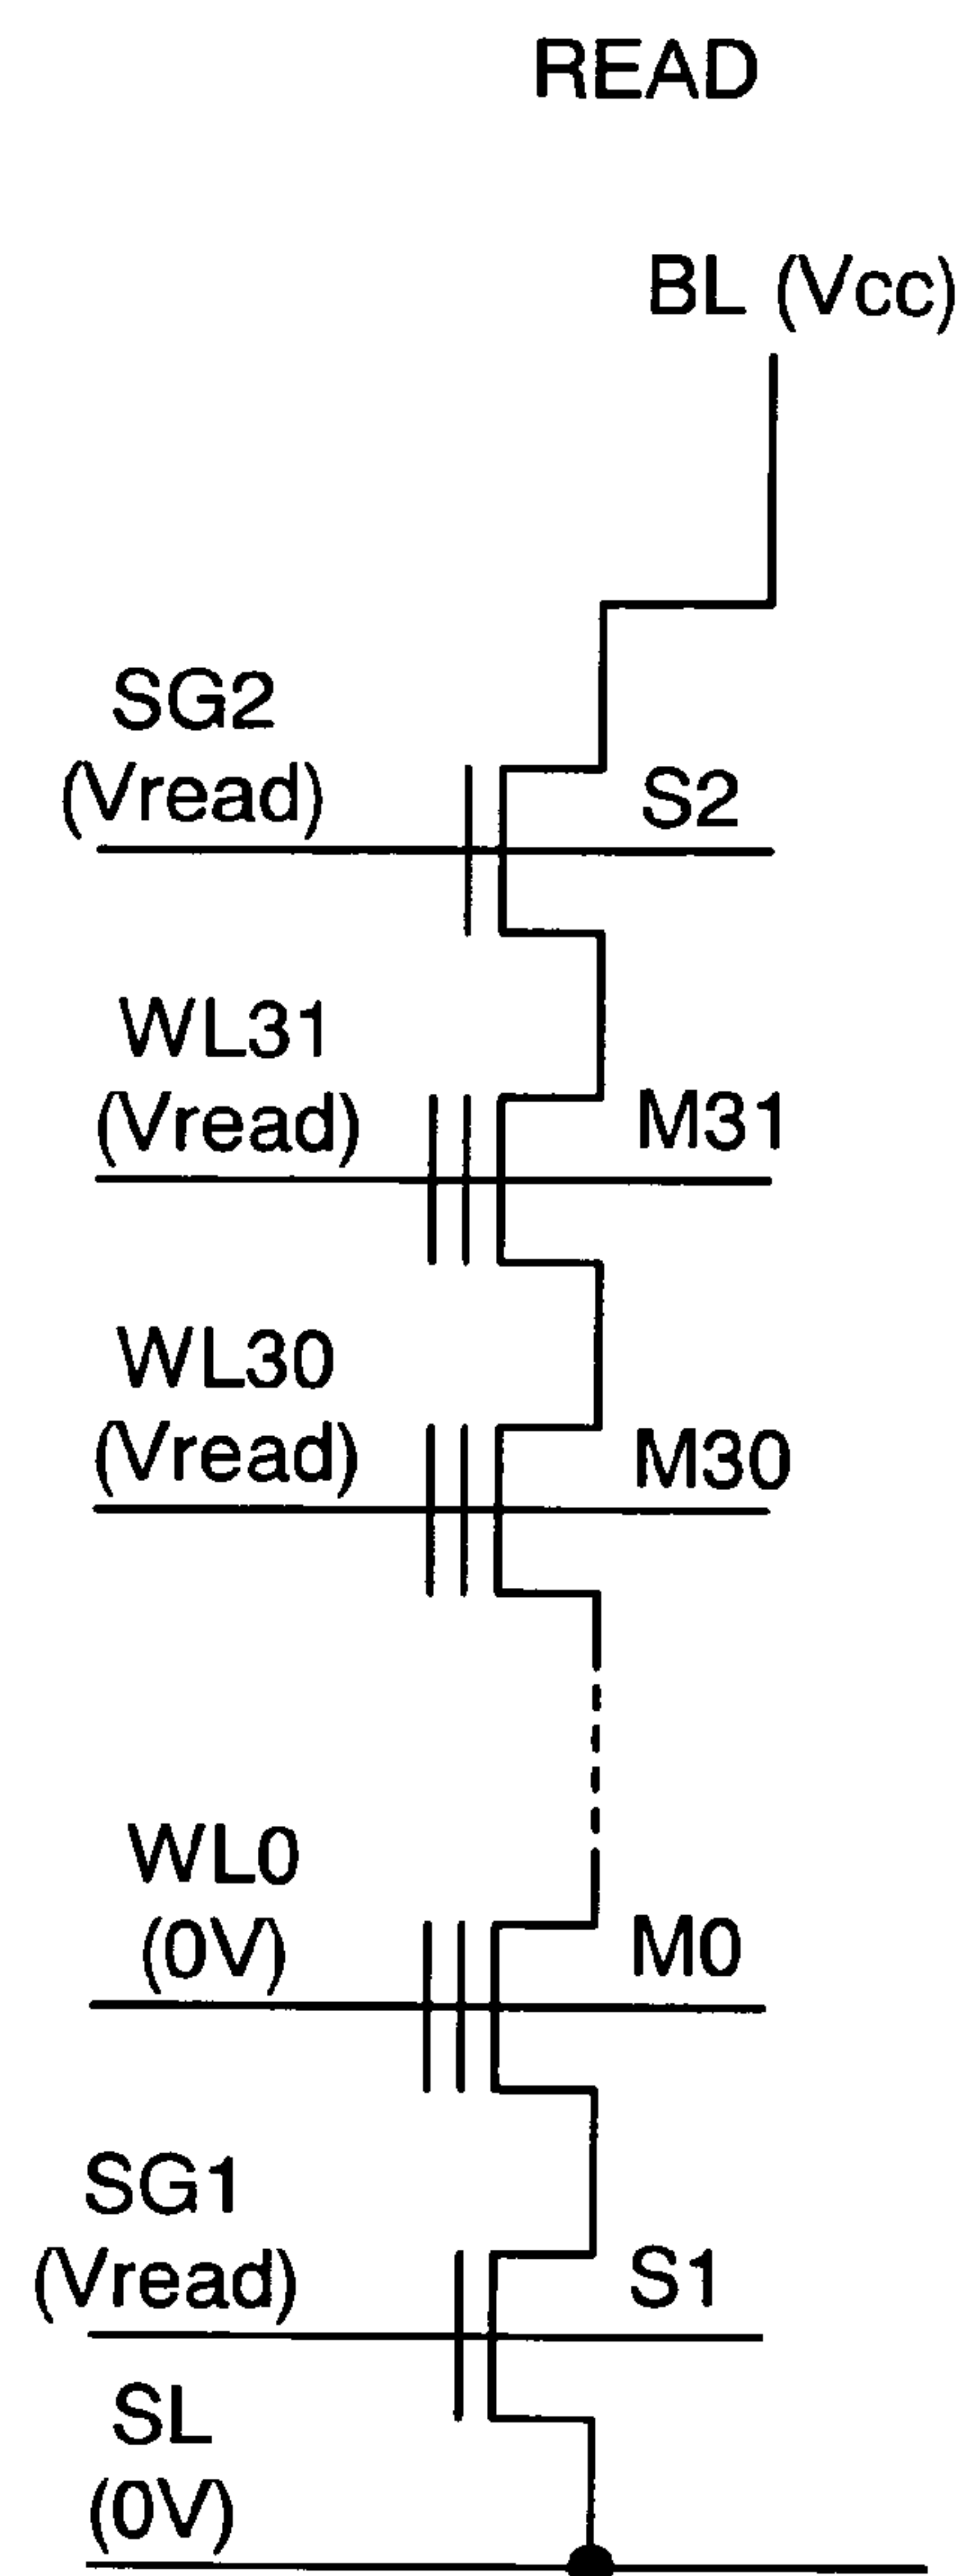 READ
BL (Vcc)
SG2
(Vread)
S2
WL31
(Vread)
M31
WL30
(Vread)
M30
WL0
(0V)
M0
SG1
(Vread)
S1
SL
(0V)